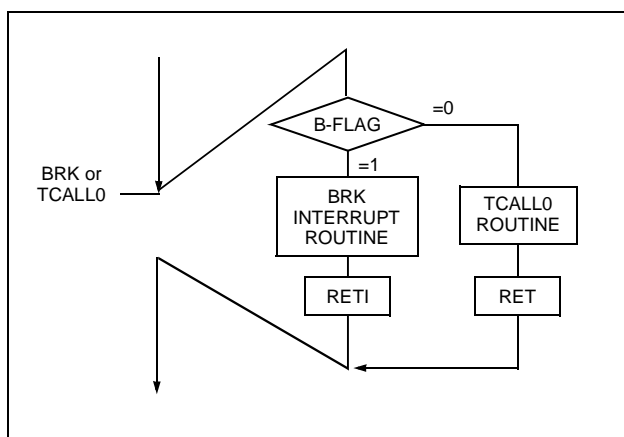 B-FLAG
=0
=1
BRK or
TCALL0
BRK
INTERRUPT
ROUTINE
TCALL0
ROUTINE
RETI
RET